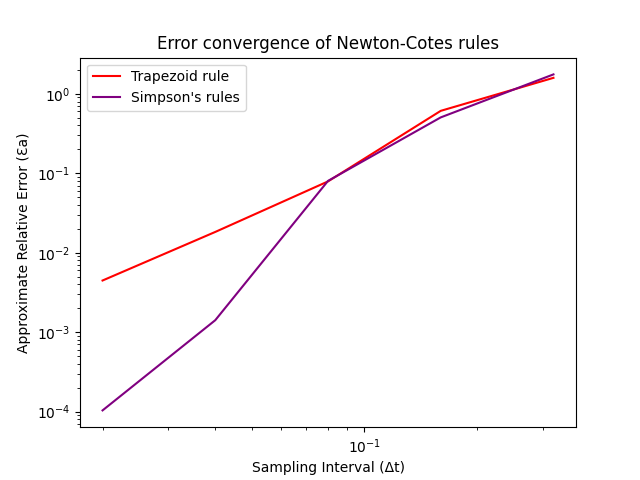 Error convergence of Newton-Cotes rules
Trapezoid rule
Simpson's rules
10⁰
10⁻¹
10⁻²
10⁻³
10⁻⁴
Approximate Relative Error (Ɛa)
10⁻¹
Sampling Interval (Δt)